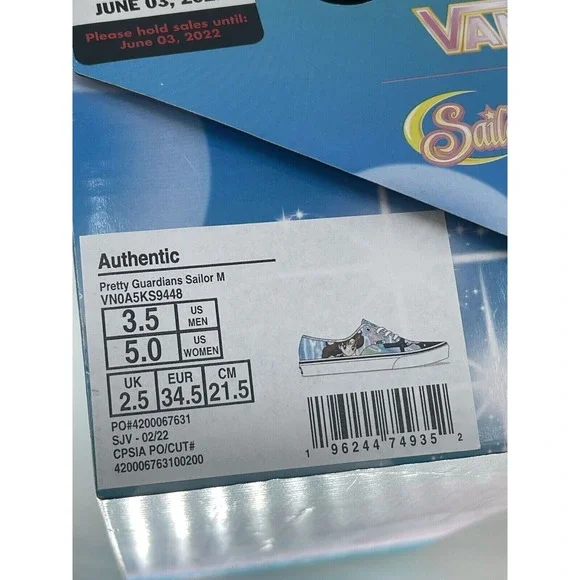 JUNE 03, 2022
Please hold sales until:
June 03, 2022
VAN
Sail
Authentic
Pretty Guardians Sailor M
VN0A5KS9448
3.5 US MEN
5.0 US WOMEN
UK EUR CM
2.5 34.5 21.5
PO#4200067631
SJV - 02/22
CPSIA PO/CUT#
420006763100200
1 96244 74935 2